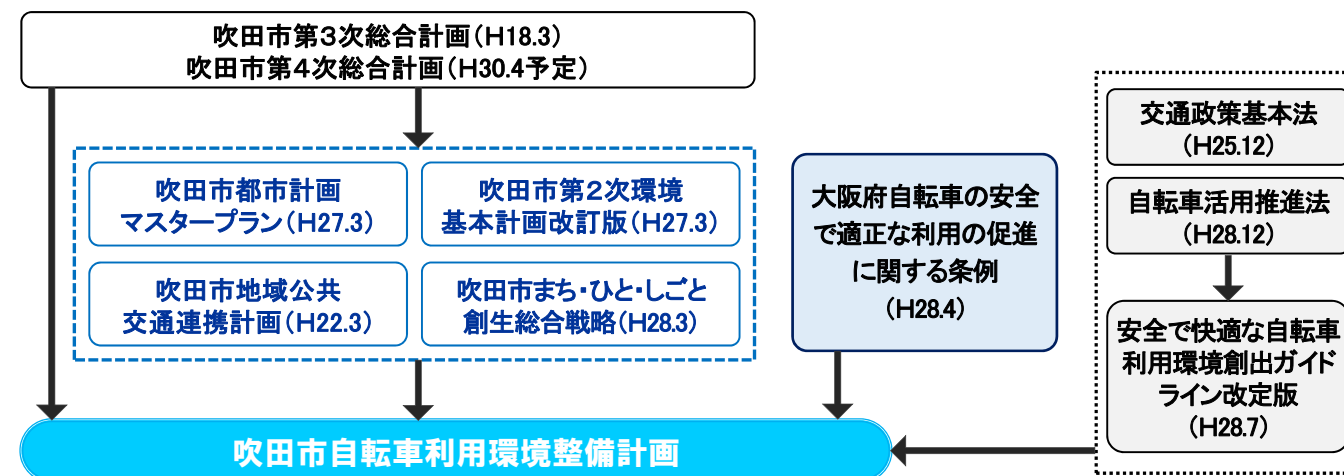 吹田市第３次総合計画（H18.3）
吹田市第４次総合計画（H30.4予定）
吹田市都市計画
マスタープラン（H27.3）
吹田市第２次環境
基本計画改訂版（H27.3）
吹田市地域公共
交通連携計画（H22.3）
吹田市まち・ひと・しごと
創生総合戦略（H28.3）
大阪府自転車の安全
で適正な利用の促進
に関する条例
（H28.4）
交通政策基本法
（H25.12）
自転車活用推進法
（H28.12）
安全で快適な自転車
利用環境創出ガイド
ライン改定版
（H28.7）
吹田市自転車利用環境整備計画